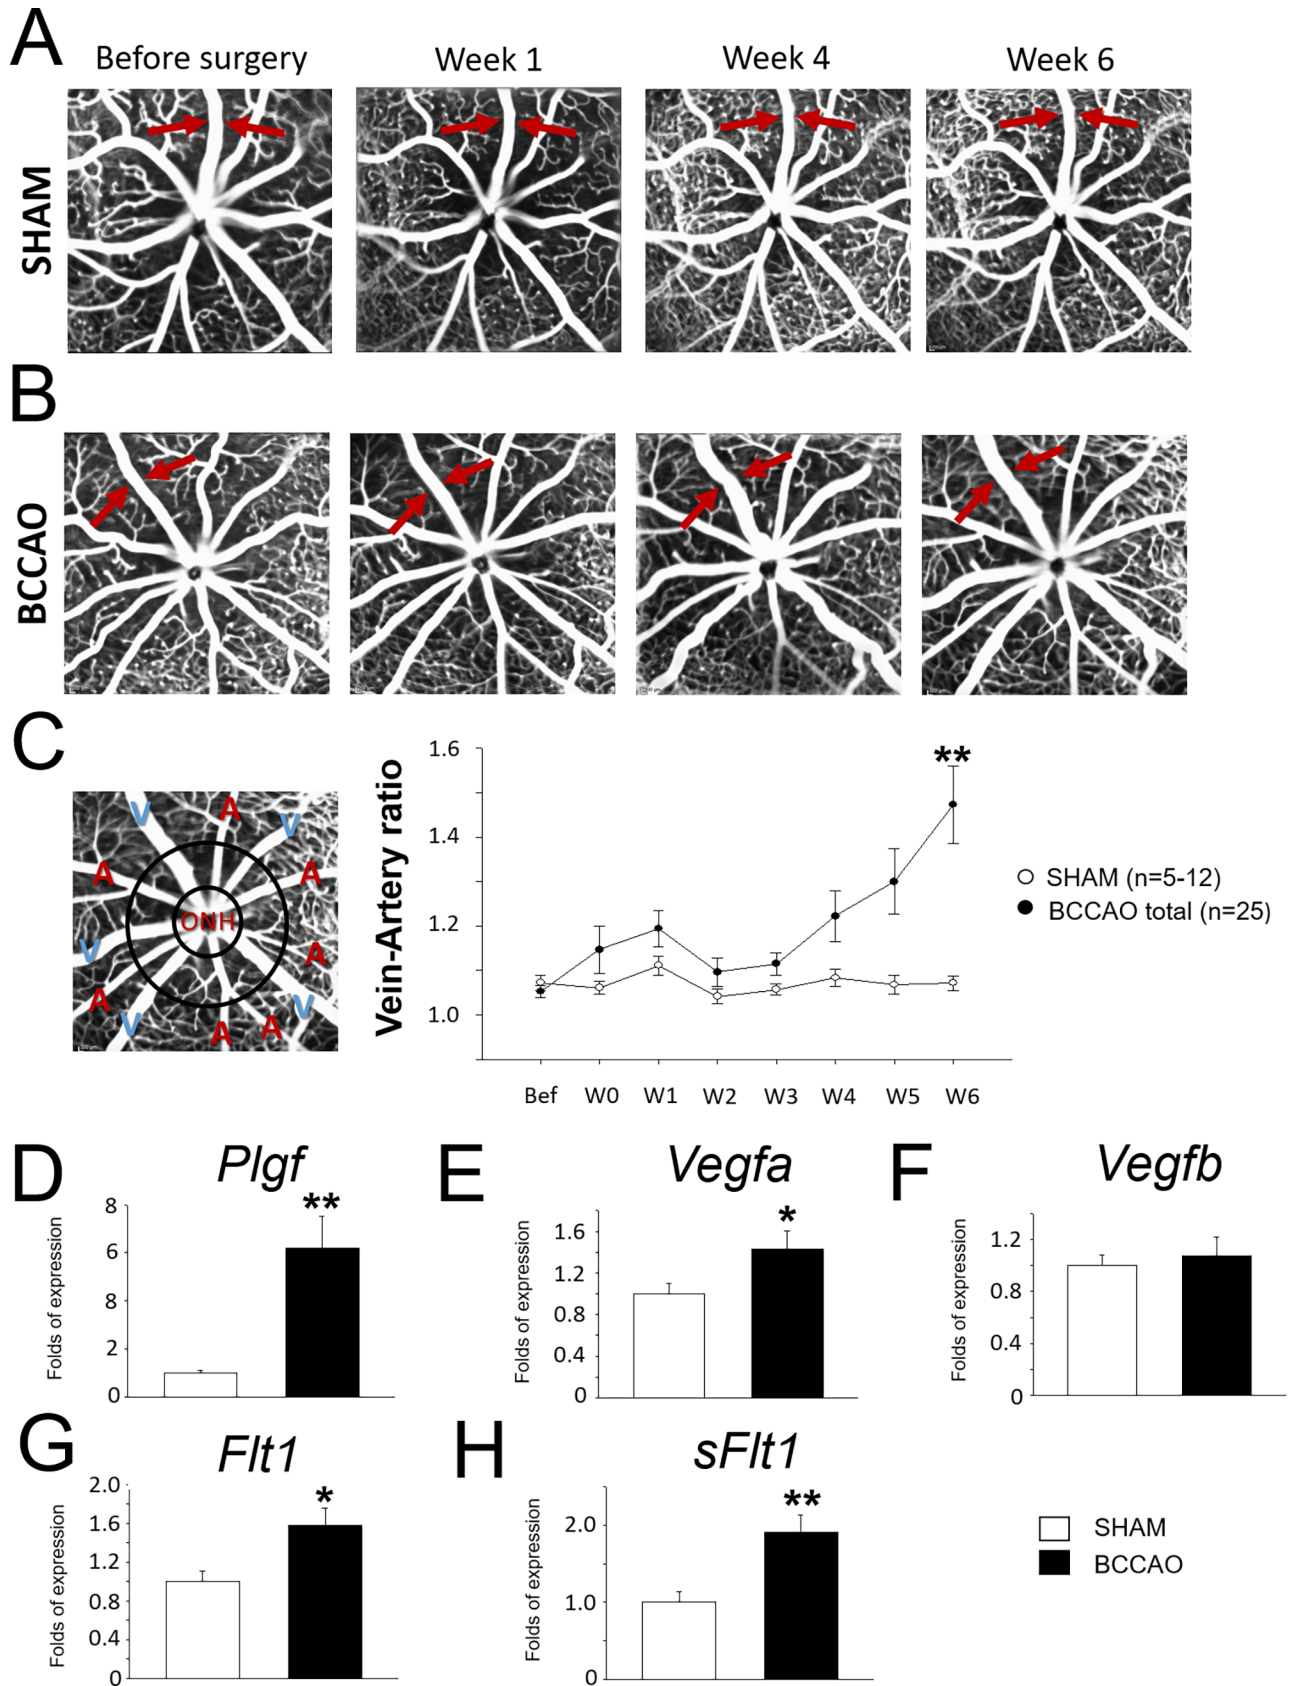 A
Before surgery
Week 1
Week 4
Week 6
SHAM
B
BCCAO
200 µm
C
V
A
V
A
A
ONH
V
A
A
V
V
A
A
Vein-Artery ratio
1.6
1.4
1.2
1.0
**
Bef W0 W1 W2 W3 W4 W5 W6
SHAM (n=5-12)
BCCAO total (n=25)
D
Plgf
Folds of expression
8
6
8
2
0
**
E
Vegfa
Folds of expression
1.6
1.2
0.8
0.4
0
*
F
Vegfb
Folds of expression
1.2
0.8
0.4
0
G
Flt1
Folds of expression
2.0
1.6
1.2
0.8
0.4
0
*
H
sFlt1
Folds of expression
2.0
1.0
0
**
SHAM
BCCAO